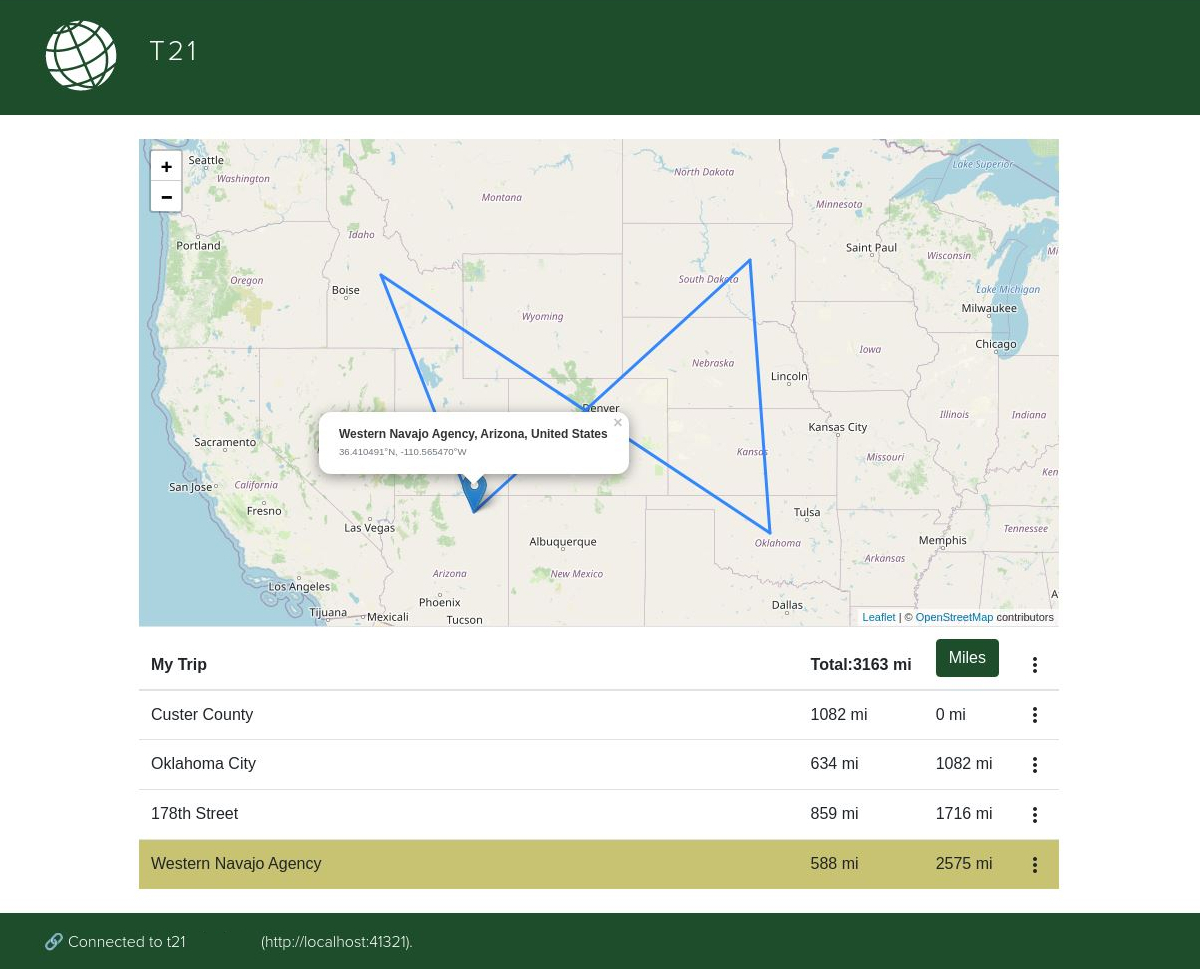 T21
+
−
Seattle
Washington
Montana
North Dakota
Lake Superior
Minnesota
Portland
Idaho
Saint Paul
Wisconsin
Mi
Oregon
Boise
South Dakota
Lake Michigan
Wyoming
Milwaukee
Chicago
Iowa
Nebraska
Lincoln
Denver
Illinois
Indiana
Kansas City
Sacramento
Kansas
Missouri
Ken
San Jose
California
Fresno
Las Vegas
Tulsa
Tennessee
Albuquerque
Oklahoma
Memphis
Arkansas
Los Angeles
Arizona
New Mexico
A
Phoenix
Dallas
Tijuana
Mexicali
Tucson
Western Navajo Agency, Arizona, United States ×
36.410491°N, -110.565470°W
Leaflet | © OpenStreetMap contributors
My Trip Total:3163 mi Miles
Custer County 1082 mi 0 mi
Oklahoma City 634 mi 1082 mi
178th Street 859 mi 1716 mi
Western Navajo Agency 588 mi 2575 mi
Connected to t21 (http://localhost:41321).